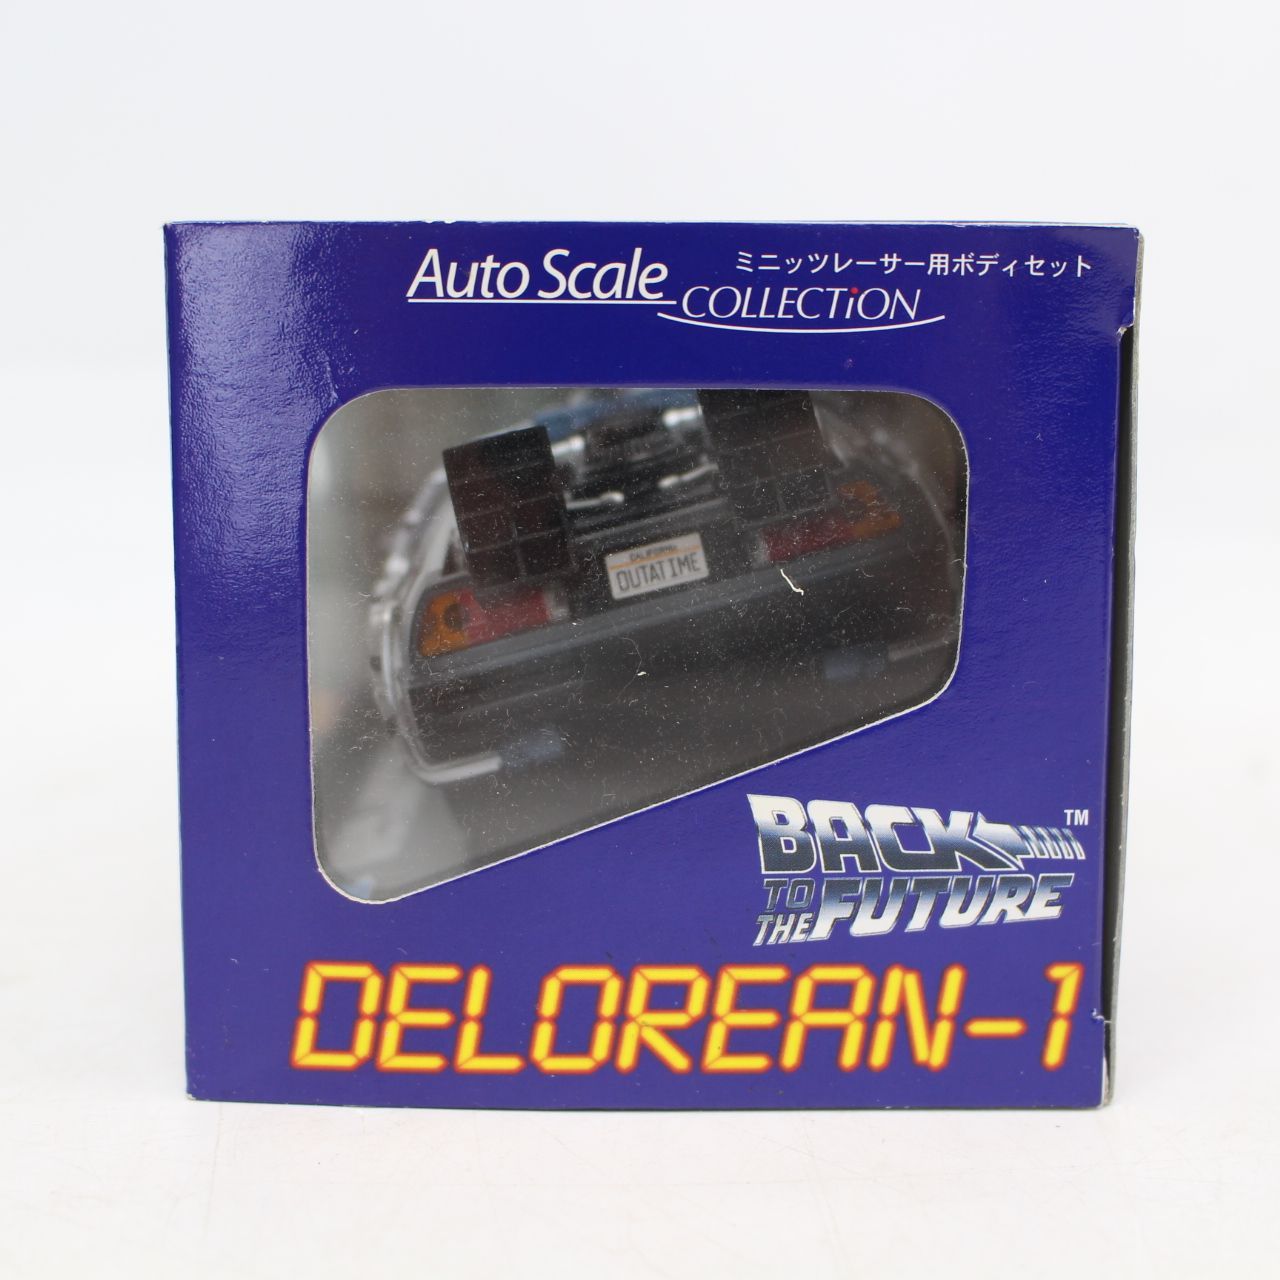 Auto Scale
COLLECTiON
ミニッツレーサー用ボディセット
CALIFORNIA
OUTATIME
BACK
TO THE FUTURE
TM
DELOREAN-1